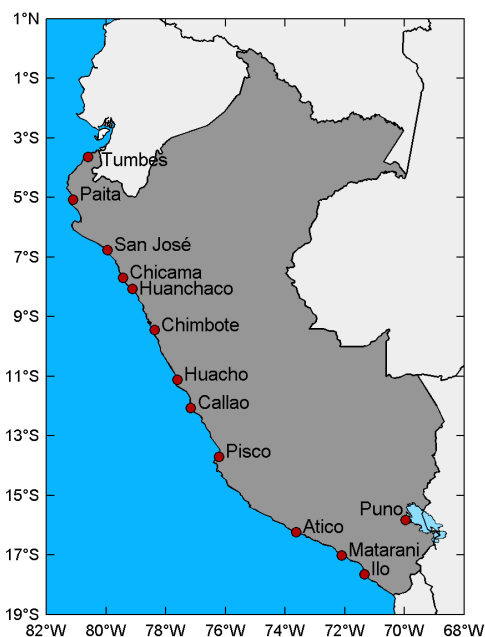 1°N
1°S
3°S
Tumbes
5°S
Paita
7°S
San José
Chicama
Huanchaco
9°S
Chimbote
11°S
Huacho
Callao
13°S
Pisco
15°S
Puno
Atico
17°S
Matarani
Ilo
19°S
82°W 80°W 78°W 76°W 74°W 72°W 70°W 68°W